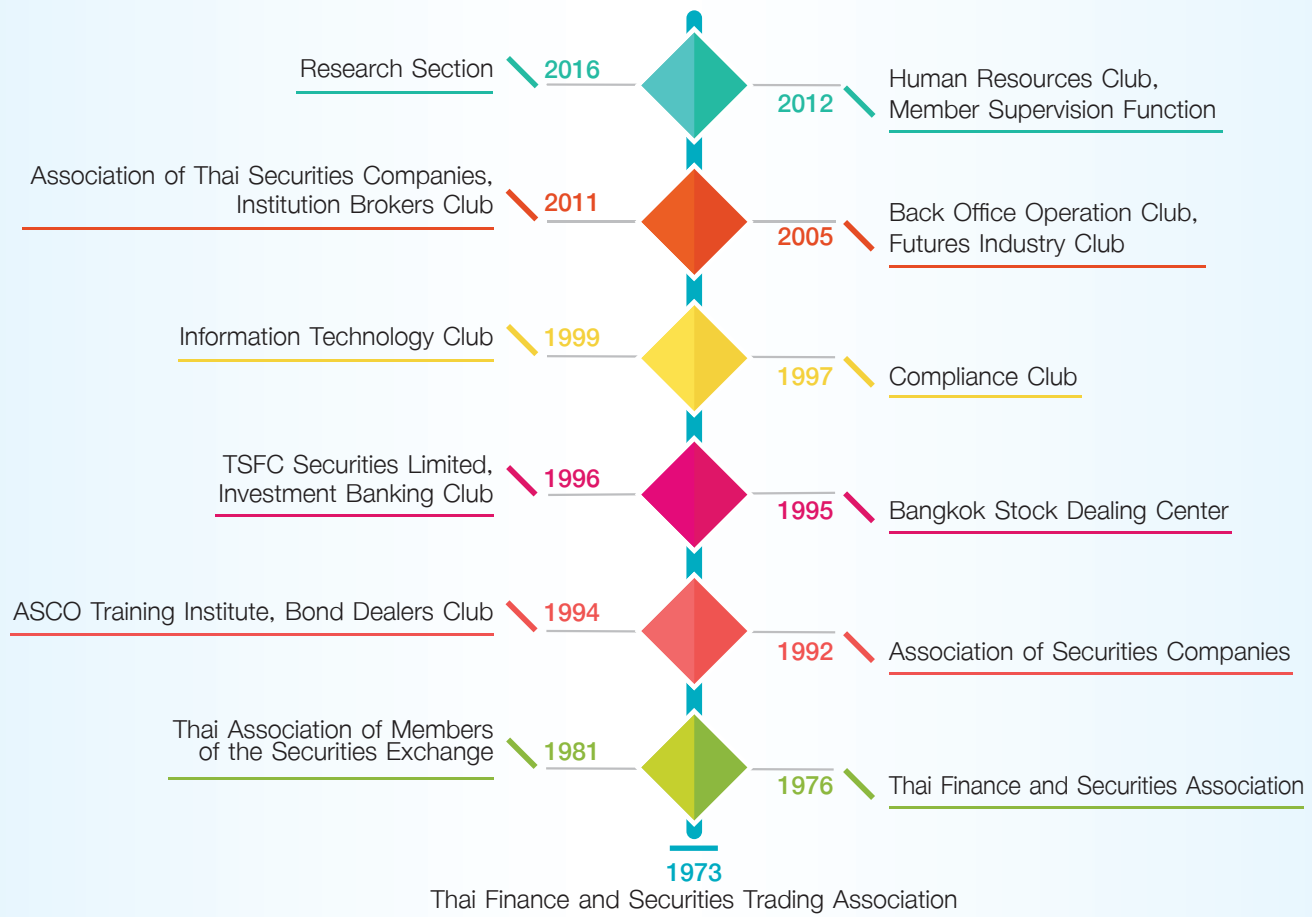 Research Section
2016
2012
Human Resources Club,
Member Supervision Function
Association of Thai Securities Companies,
Institution Brokers Club
2011
2005
Back Office Operation Club,
Futures Industry Club
Information Technology Club
1999
1997
Compliance Club
TSFC Securities Limited,
Investment Banking Club
1996
1995
Bangkok Stock Dealing Center
ASCO Training Institute, Bond Dealers Club
1994
1992
Association of Securities Companies
Thai Association of Members
of the Securities Exchange
1981
1976
Thai Finance and Securities Association
1973
Thai Finance and Securities Trading Association